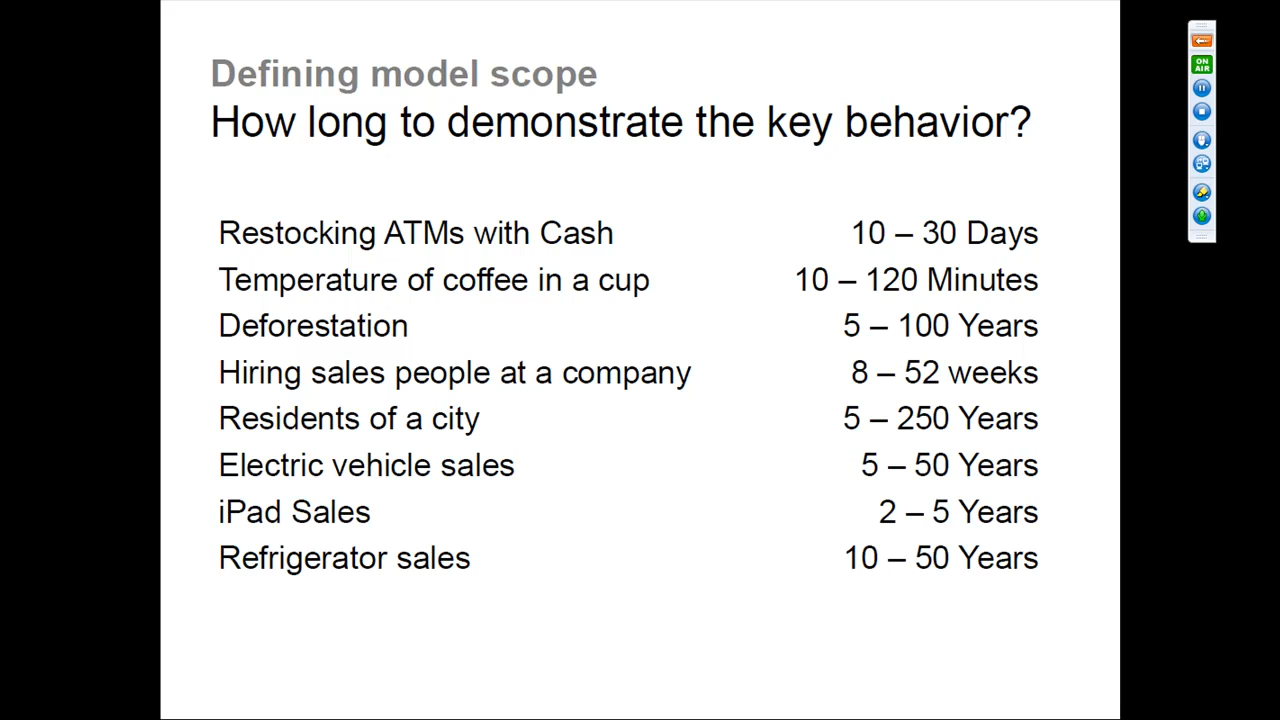 Defining model scope
How long to demonstrate the key behavior?
Restocking ATMs with Cash 10 – 30 Days
Temperature of coffee in a cup 10 – 120 Minutes
Deforestation 5 – 100 Years
Hiring sales people at a company 8 – 52 weeks
Residents of a city 5 – 250 Years
Electric vehicle sales 5 – 50 Years
iPad Sales 2 – 5 Years
Refrigerator sales 10 – 50 Years
ON
AIR